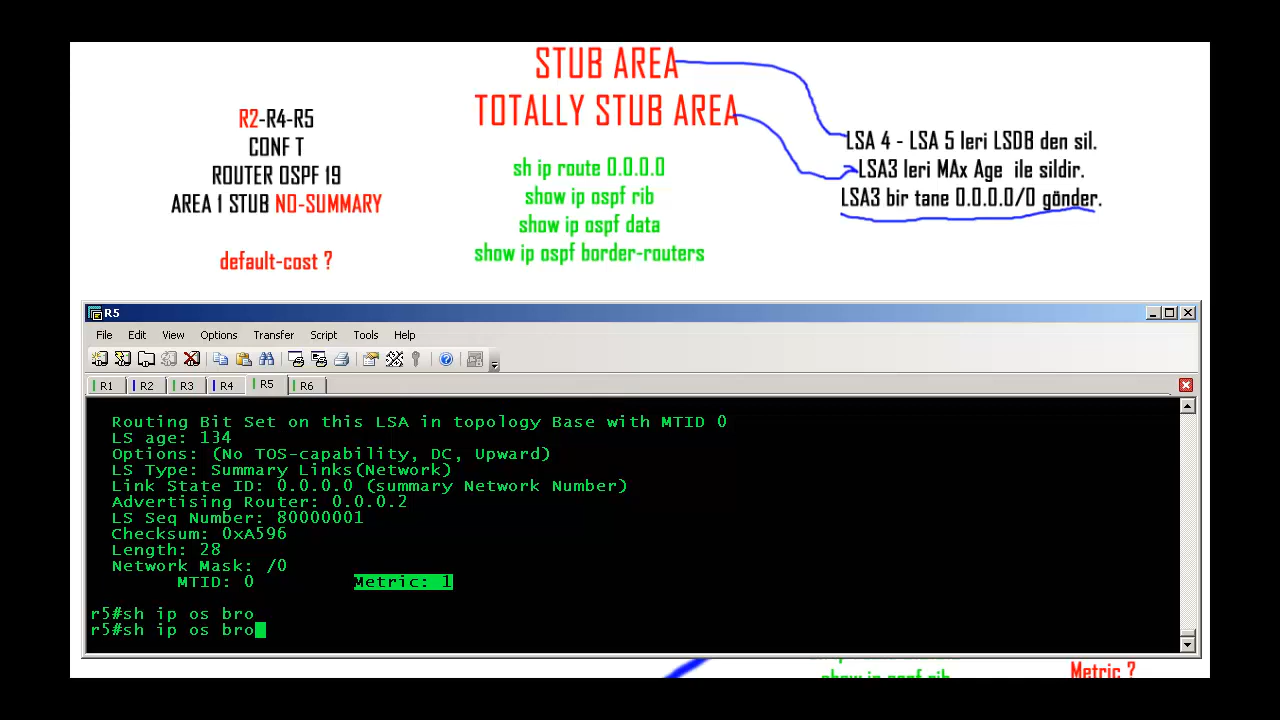 STUB AREA
TOTALLY STUB AREA
R2-R4-R5
CONF T
ROUTER OSPF 19
AREA 1 STUB NO-SUMMARY
default-cost ?
sh ip route 0.0.0.0
show ip ospf rib
show ip ospf data
show ip ospf border-routers
LSA 4 - LSA 5 leri LSDB den sil.
LSA3 leri MAx Age ile sildir.
LSA3 bir tane 0.0.0.0/0 gönder.
R5
File Edit View Options Transfer Script Tools Help
R1 R2 R3 R4 R5 R6
Routing Bit Set on this LSA in topology Base with MTID 0
LS age: 134
Options: (No TOS-capability, DC, Upward)
LS Type: Summary Links(Network)
Link State ID: 0.0.0.0 (summary Network Number)
Advertising Router: 0.0.0.2
LS Seq Number: 80000001
Checksum: 0xA596
Length: 28
Network Mask: /0
MTID: 0 Metric: 1
r5#sh ip os bro
r5#sh ip os bro
show ip ospf rib
Metric ?